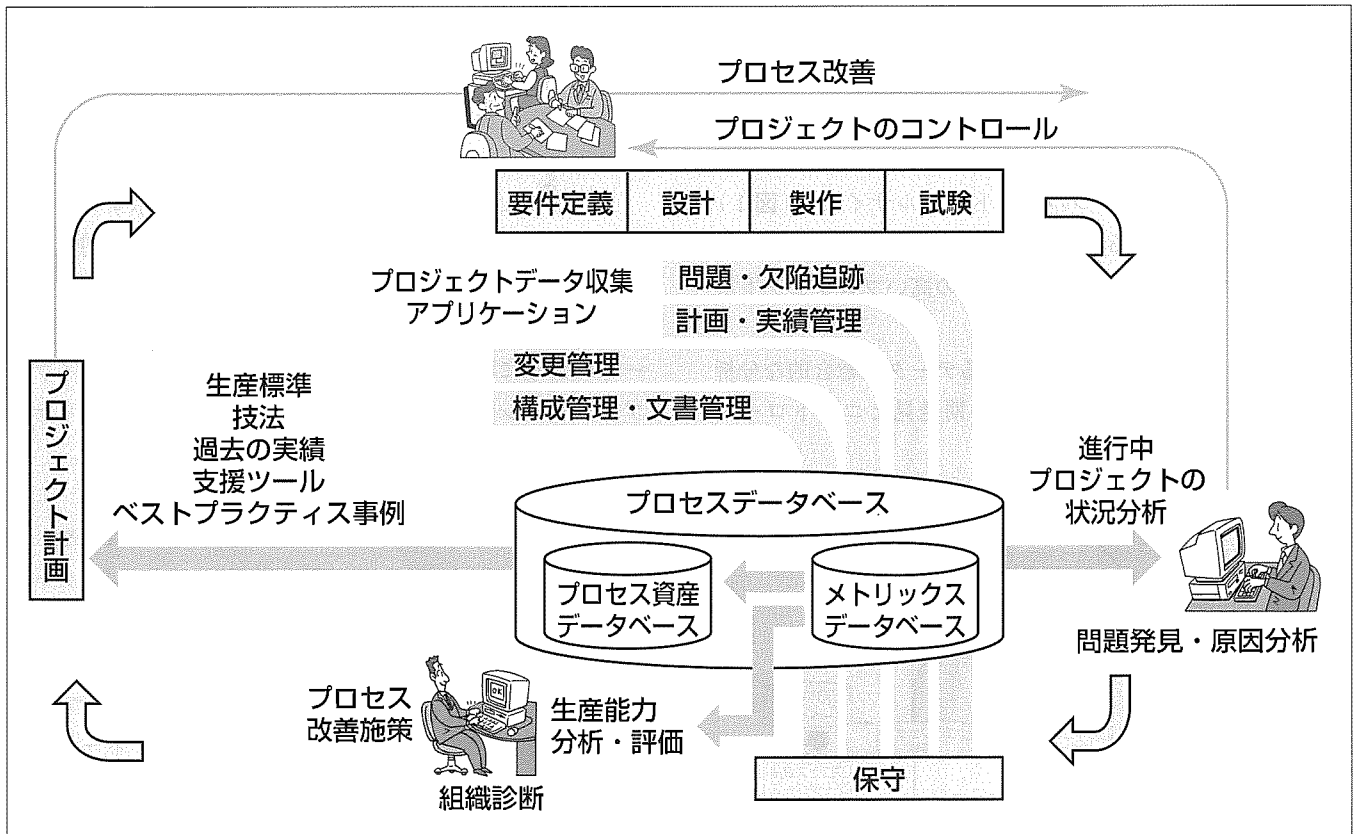 プロセス改善
プロジェクトのコントロール
要件定義
設計
製作
試験
プロジェクトデータ収集
アプリケーション
問題・欠陥追跡
計画・実績管理
変更管理
構成管理・文書管理
プロジェクト計画
生産標準
技法
過去の実績
支援ツール
ベストプラクティス事例
プロセスデータベース
プロセス資産
データベース
メトリックス
データベース
進行中
プロジェクトの
状況分析
問題発見・原因分析
プロセス
改善施策
OK
生産能力
分析・評価
組織診断
保守